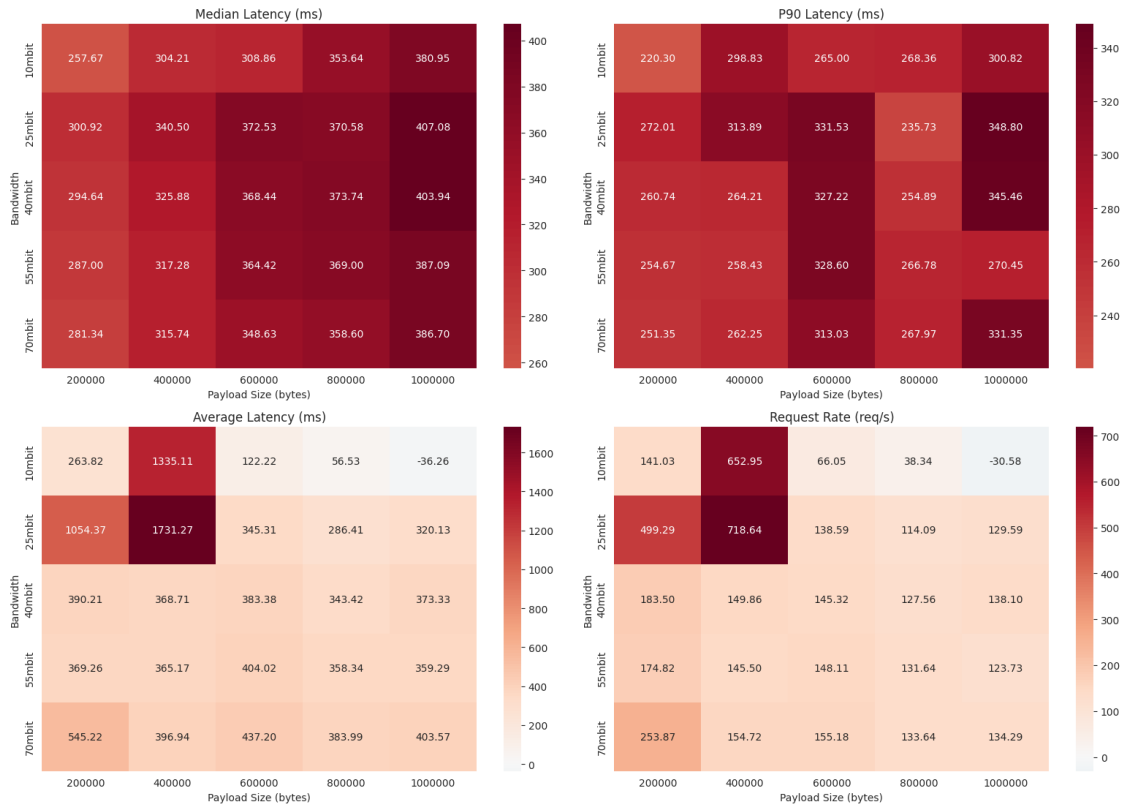 Median Latency (ms)
Bandwidth
10mbit 257.67 304.21 308.86 353.64 380.95
25mbit 300.92 340.50 372.53 370.58 407.08
40mbit 294.64 325.88 368.44 373.74 403.94
55mbit 287.00 317.28 364.42 369.00 387.09
70mbit 281.34 315.74 348.63 358.60 386.70
200000 400000 600000 800000 1000000
Payload Size (bytes)
400
380
360
340
320
300
280
260
P90 Latency (ms)
Bandwidth
10mbit 220.30 298.83 265.00 268.36 300.82
25mbit 272.01 313.89 331.53 235.73 348.80
40mbit 260.74 264.21 327.22 254.89 345.46
55mbit 254.67 258.43 328.60 266.78 270.45
70mbit 251.35 262.25 313.03 267.97 331.35
200000 400000 600000 800000 1000000
Payload Size (bytes)
340
320
300
280
260
240
Average Latency (ms)
Bandwidth
10mbit 263.82 1335.11 122.22 56.53 -36.26
25mbit 1054.37 1731.27 345.31 286.41 320.13
40mbit 390.21 368.71 383.38 343.42 373.33
55mbit 369.26 365.17 404.02 358.34 359.29
70mbit 545.22 396.94 437.20 383.99 403.57
200000 400000 600000 800000 1000000
Payload Size (bytes)
1600
1400
1200
1000
800
600
400
200
0
Request Rate (req/s)
Bandwidth
10mbit 141.03 652.95 66.05 38.34 -30.58
25mbit 499.29 718.64 138.59 114.09 129.59
40mbit 183.50 149.86 145.32 127.56 138.10
55mbit 174.82 145.50 148.11 131.64 123.73
70mbit 253.87 154.72 155.18 133.64 134.29
200000 400000 600000 800000 1000000
Payload Size (bytes)
700
600
500
400
300
200
100
0